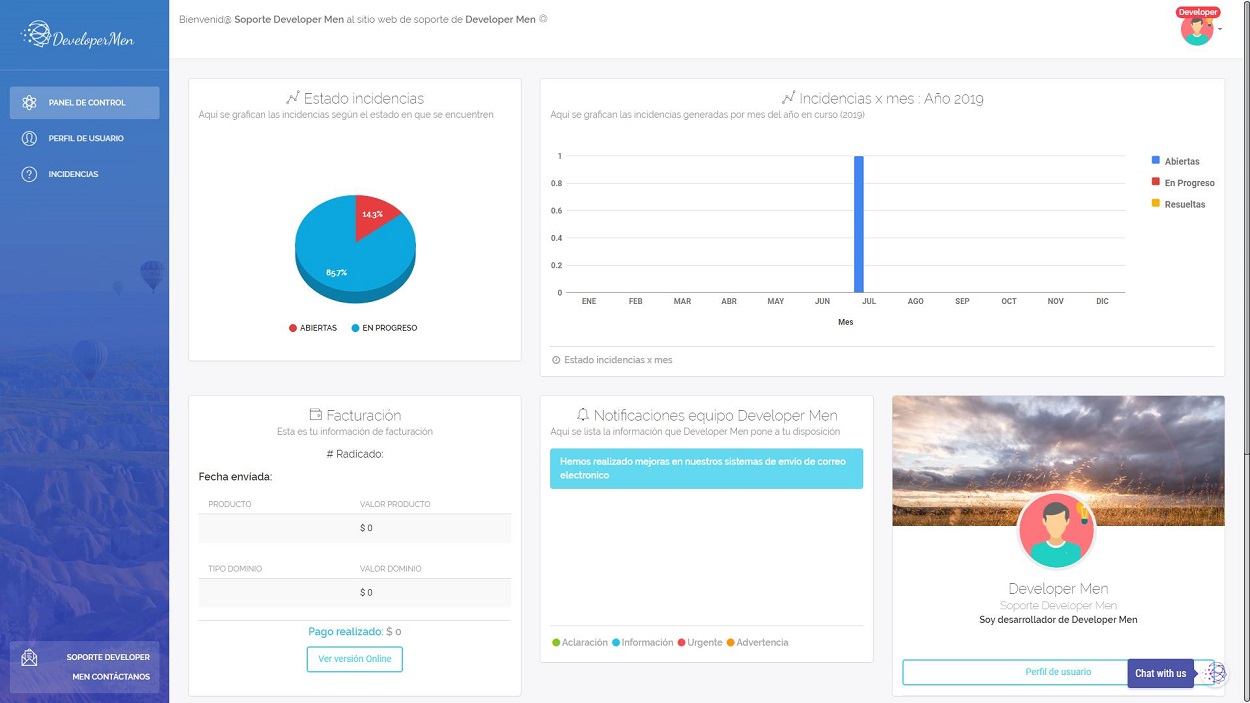 DeveloperMen
PANEL DE CONTROL
PERFIL DE USUARIO
INCIDENCIAS
SOPORTE DEVELOPER
MEN CONTÁCTANOS
Bienvenid@ Soporte Developer Men al sitio web de soporte de Developer Men
Developer
Estado incidencias
Aquí se grafican las incidencias según el estado en que se encuentren
14.3%
85.7%
ABIERTAS
EN PROGRESO
Incidencias x mes : Año 2019
Aquí se grafican las incidencias generadas por mes del año en curso (2019)
1
0.8
0.6
0.4
0.2
0
ENE FEB MAR ABR MAY JUN JUL AGO SEP OCT NOV DIC
Mes
Abiertas
En Progreso
Resueltas
Estado incidencias x mes
Facturación
Esta es tu información de facturación
# Radicado:
Fecha enviada:
PRODUCTO VALOR PRODUCTO
$ 0
TIPO DOMINIO VALOR DOMINIO
$ 0
Pago realizado: $ 0
Ver versión Online
Notificaciones equipo Developer Men
Aquí se lista la información que Developer Men pone a tu disposición
Hemos realizado mejoras en nuestros sistemas de envio de correo
electronico
Aclaración Información Urgente Advertencia
Developer Men
Soporte Developer Men
Soy desarrollador de Developer Men
Perfil de usuario
Chat with us